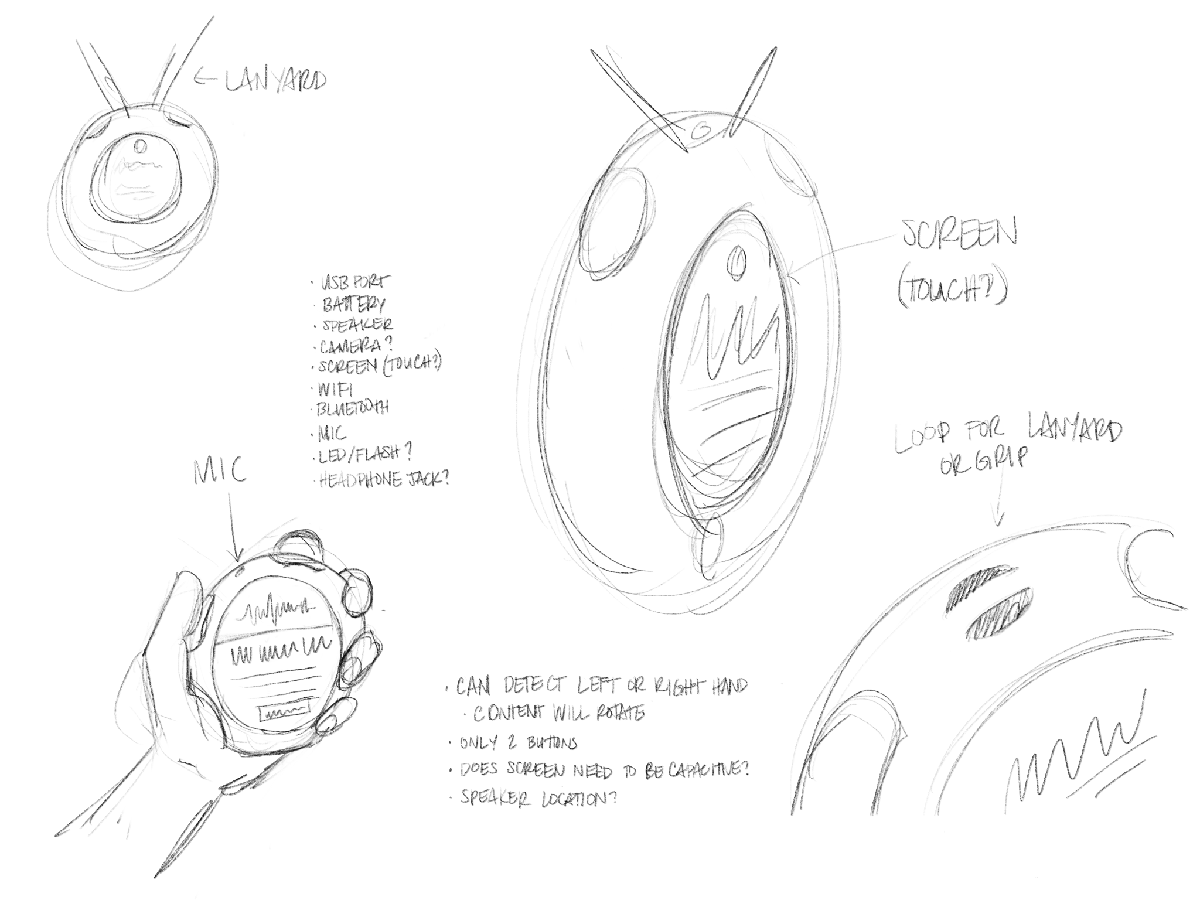 ← LANYARD
SCREEN
(TOUCH?)
· USB PORT
· BATTERY
· SPEAKER
· CAMERA?
· SCREEN (TOUCH?)
· WIFI
· BLUETOOTH
· MIC
· LED/FLASH?
· HEADPHONE JACK?
LOOP FOR LANYARD
OR GRIP
MIC
· CAN DETECT LEFT OR RIGHT HAND
· CONTENT WILL ROTATE
· ONLY 2 BUTTONS
· DOES SCREEN NEED TO BE CAPACITIVE?
· SPEAKER LOCATION?